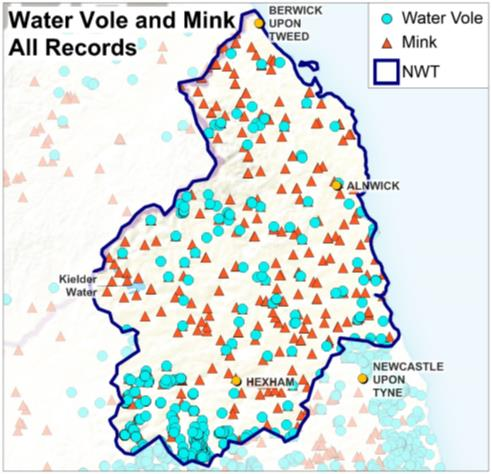 Water Vole and Mink
All Records
BERWICK
UPON
TWEED
Water Vole
Mink
NWT
ALNWICK
Kielder
Water
HEXHAM
NEWCASTLE
UPON
TYNE